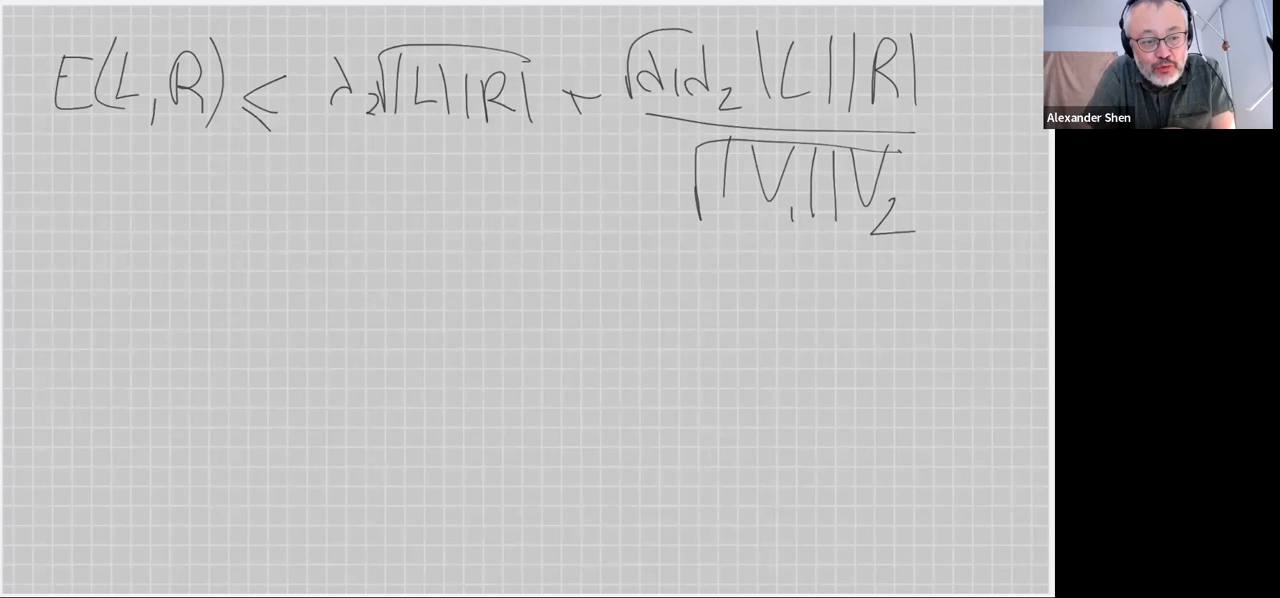 E(L,R) ≤ λ₂√|L||R| + √d₁d₂ |L||R| / √|V₁||V₂
Alexander Shen